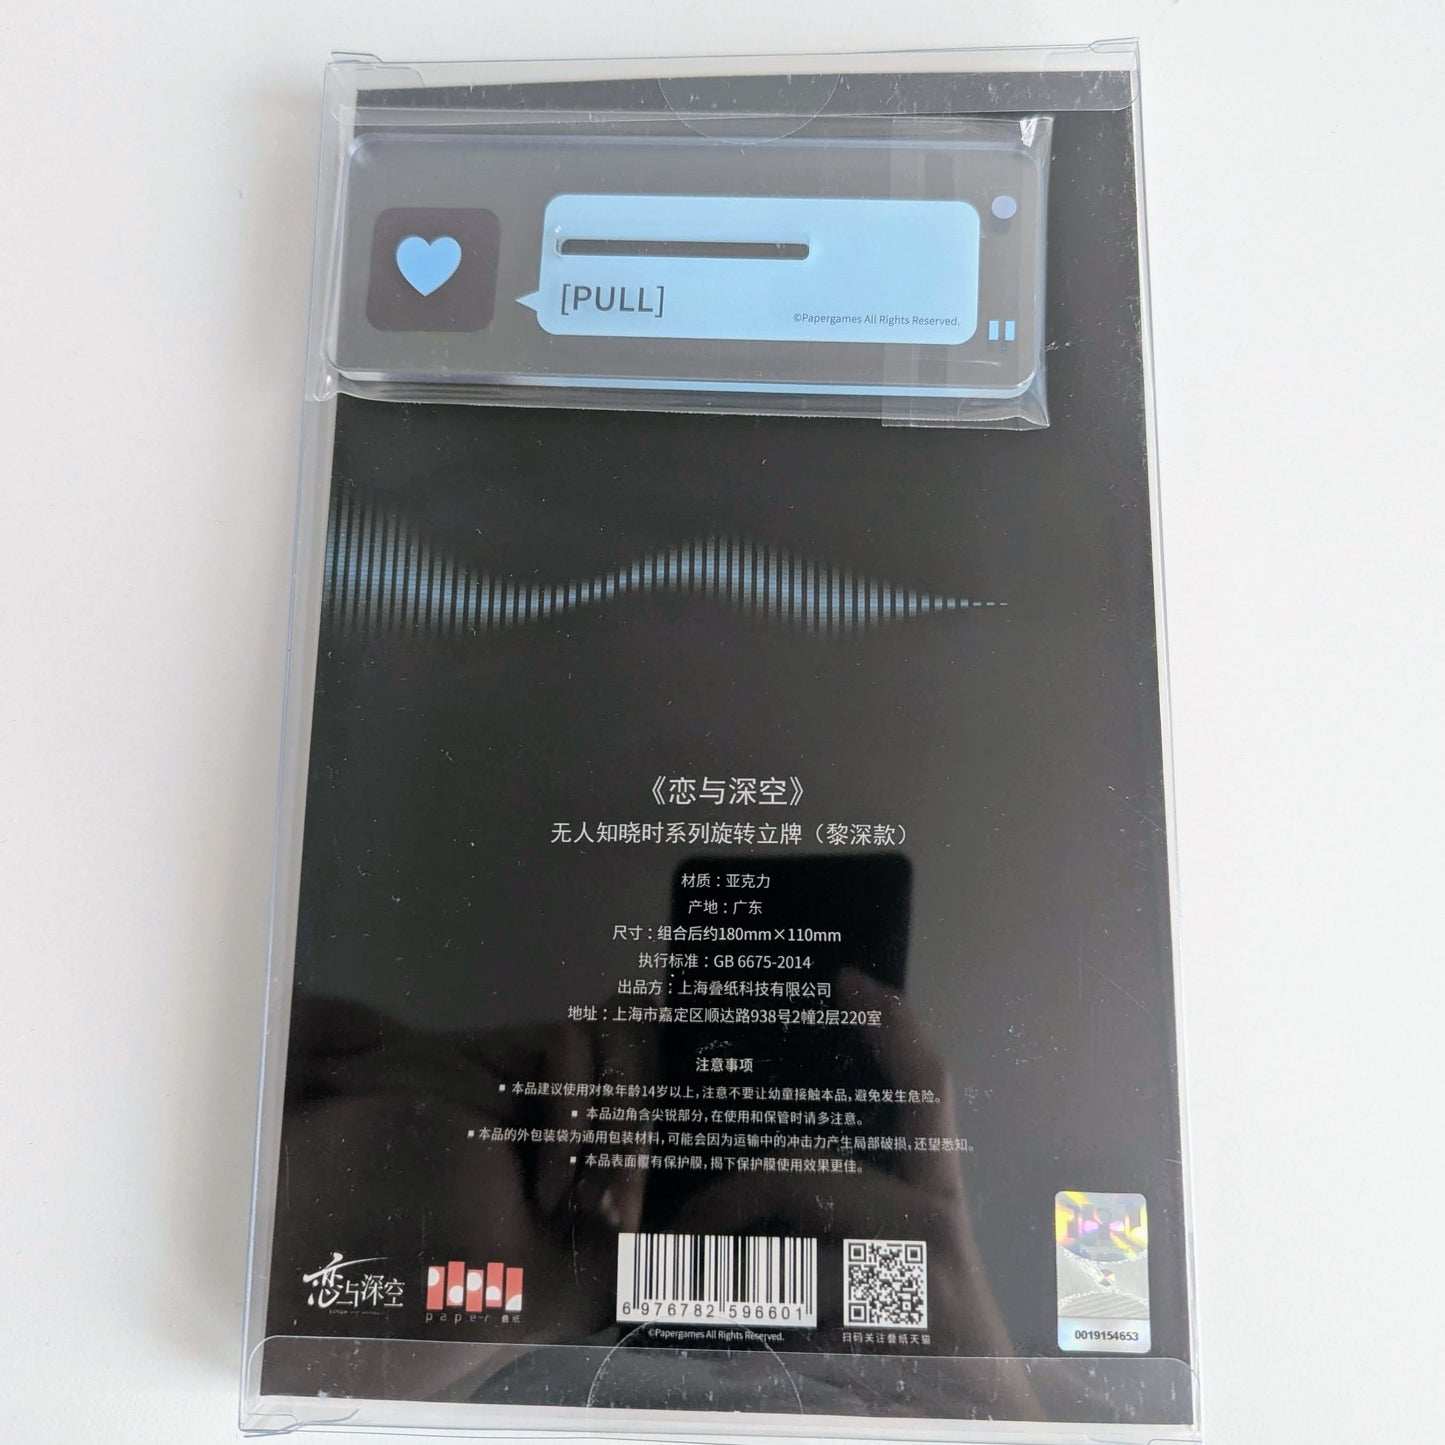 [PULL]
©Papergames All Rights Reserved.
《恋与深空》
无人知晓时系列旋转立牌（黎深款）
材质：亚克力
产地：广东
尺寸：组合后约180mm×110mm
执行标准：GB 6675-2014
出品方：上海叠纸科技有限公司
地址：上海市嘉定区顺达路938号2幢2层220室
注意事项
▪ 本品建议使用对象年龄14岁以上，注意不要让幼童接触本品，避免发生危险。
▪ 本品边角含尖锐部分，在使用和保管时请多注意。
▪ 本品的外包装袋为通用包装材料，可能会因为运输中的冲击力产生局部破损，还望悉知。
▪ 本品表面覆有保护膜，揭下保护膜使用效果更佳。
恋与深空
paper 叠纸
6 976782 596601
©Papergames All Rights Reserved.
扫码关注叠纸天猫
0019154653